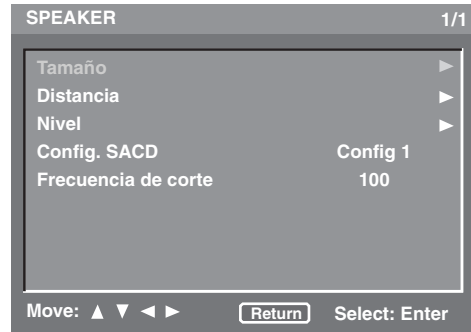 SPEAKER 1/1
Tamaño ►
Distancia ►
Nivel ►
Config. SACD Config 1
Frecuencia de corte 100
Move: ▲ ▼ ◄ ► Return Select: Enter